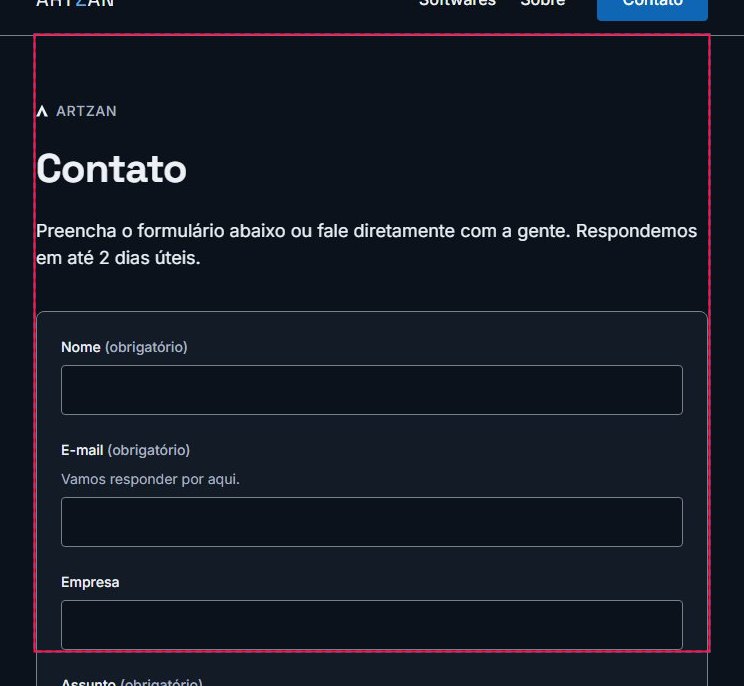 ARTZAN
Softwares Sobre Contato
ARTZAN
Contato
Preencha o formulário abaixo ou fale diretamente com a gente. Respondemos
em até 2 dias úteis.
Nome (obrigatório)
E-mail (obrigatório)
Vamos responder por aqui.
Empresa
Assunto (obrigatório)